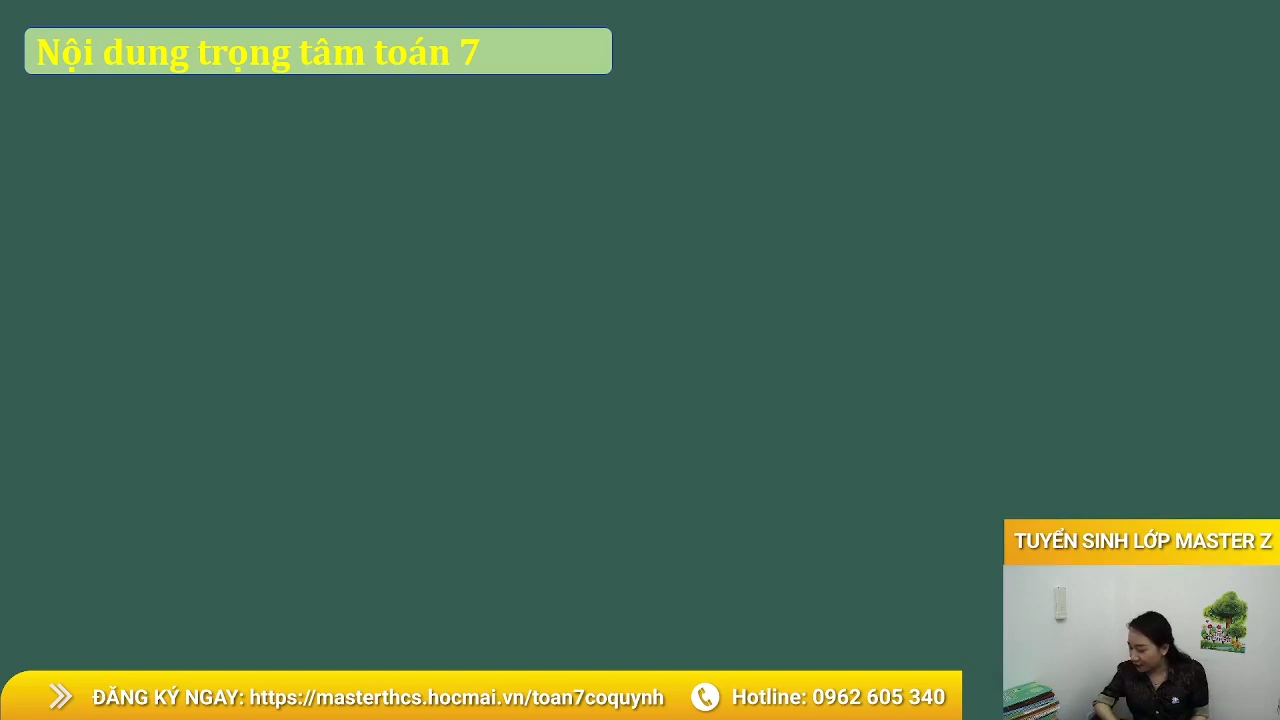 Nội dung trọng tâm toán 7
TUYỂN SINH LỚP MASTER Z
ĐĂNG KÝ NGAY: https://masterthcs.hocmai.vn/toan7coquynh
Hotline: 0962 605 340